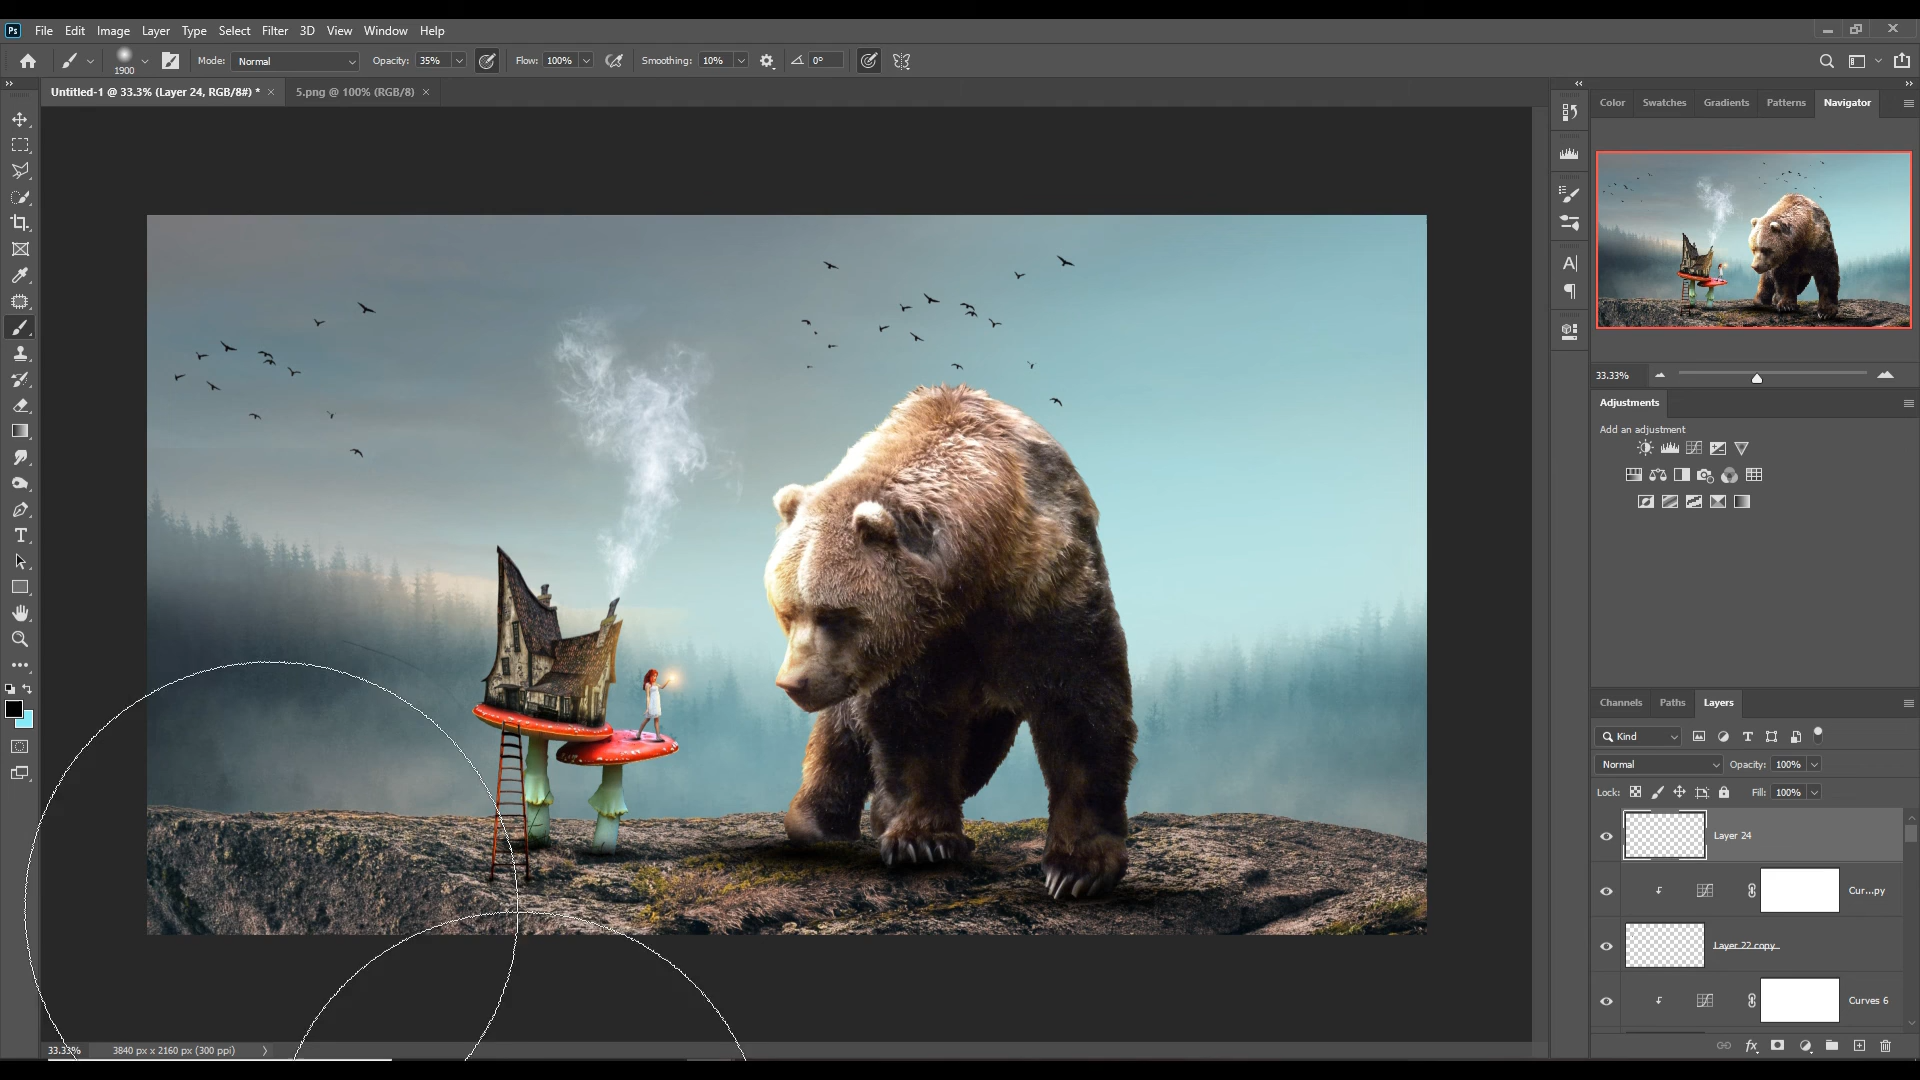 Ps File Edit Image Layer Type Select Filter 3D View Window Help
1900 Mode: Normal Opacity: 35% Flow: 100% Smoothing: 10% 0°
Untitled-1 @ 33.3% (Layer 24, RGB/8#) * 5.png @ 100% (RGB/8)
Color Swatches Gradients Patterns Navigator
33.33%
Adjustments
Add an adjustment
Channels Paths Layers
Kind
Normal Opacity: 100%
Lock: Fill: 100%
Layer 24
Cur...py
Layer 22 copy
Curves 6
33.33% 3840 px x 2160 px (300 ppi)